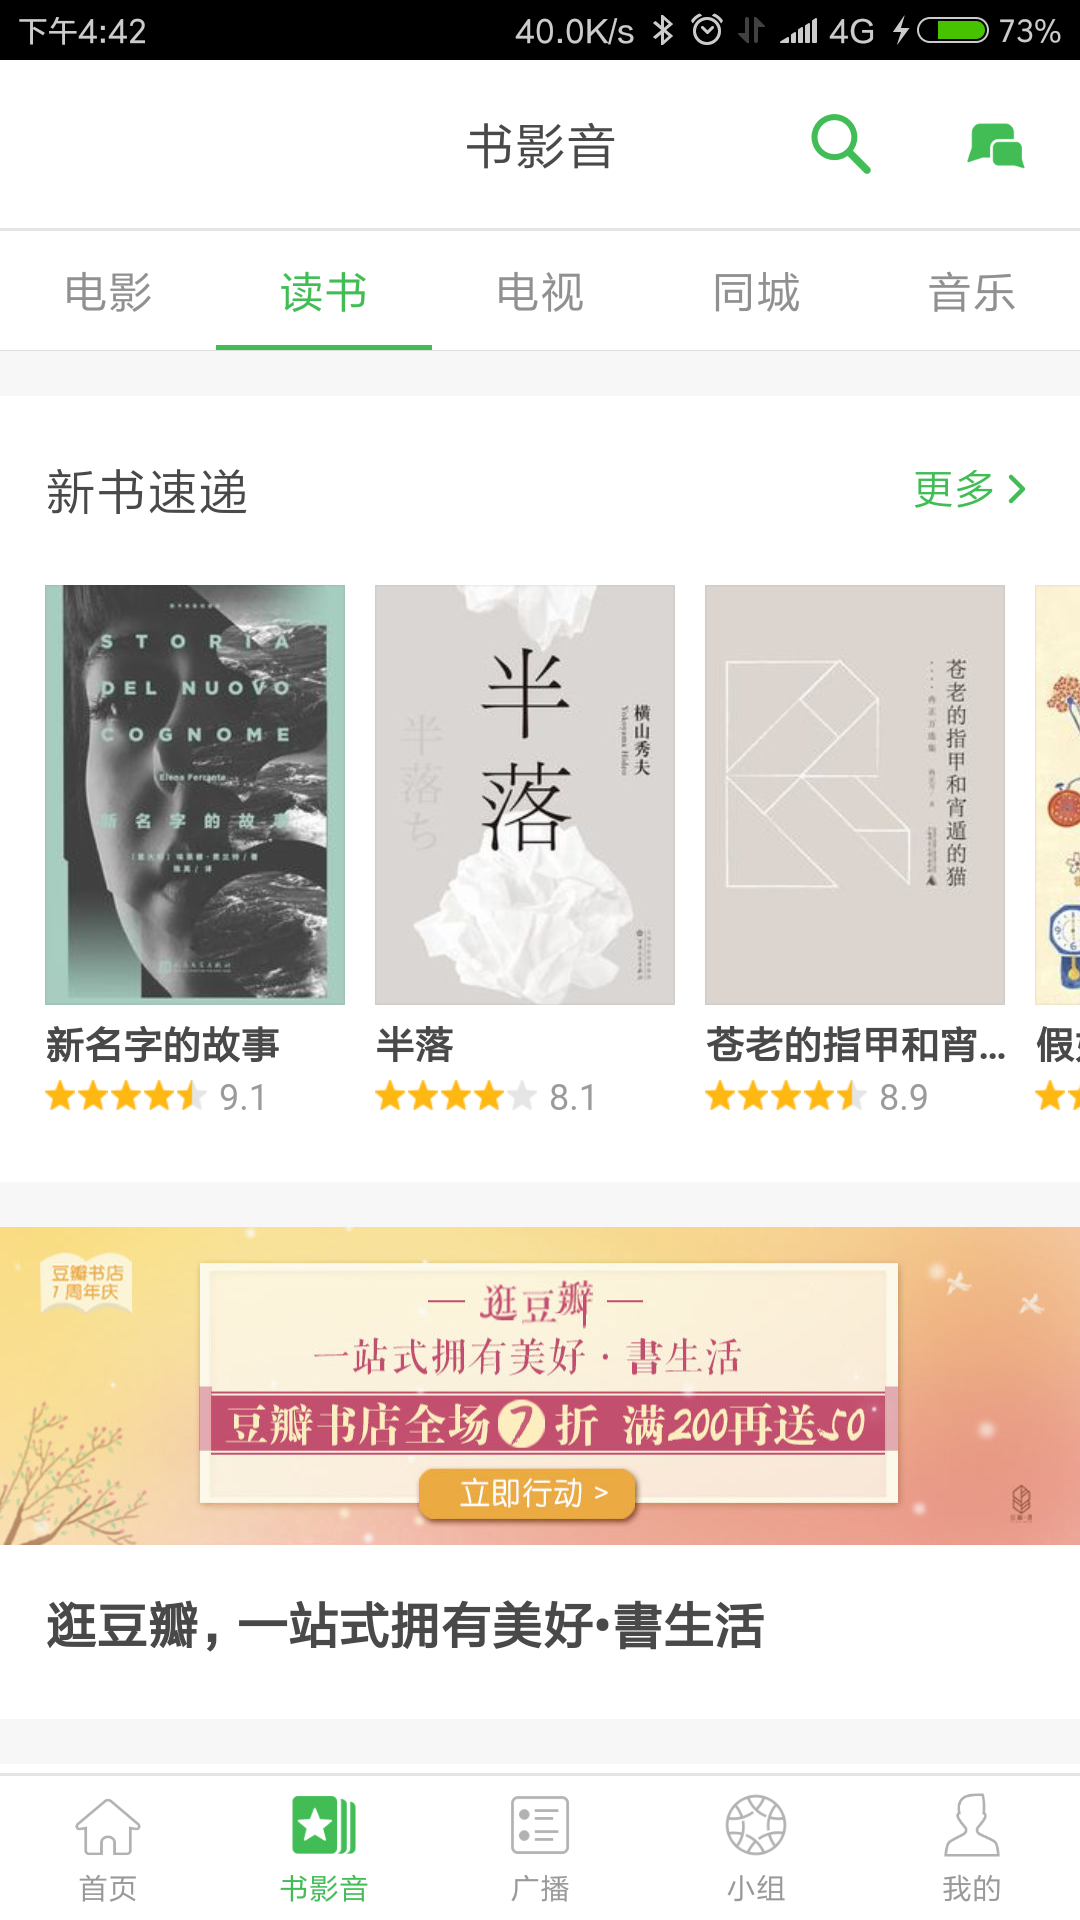 下午4:42
40.0K/s 4G 73%
书影音
电影 读书 电视 同城 音乐
新书速递
更多
STORIA
DEL NUOVO
COGNOME
Elena Ferrante
新名字的故事
半落
半落ち
横山秀夫
Yokoyama Hideo
苍老的指甲和宵遁的猫
新名字的故事
9.1
半落
8.1
苍老的指甲和宵...
8.9
豆瓣书店
1周年庆
逛豆瓣
一站式拥有美好·書生活
豆瓣书店全场7折 满200再送50
立即行动 >
逛豆瓣，一站式拥有美好·書生活
首页 书影音 广播 小组 我的